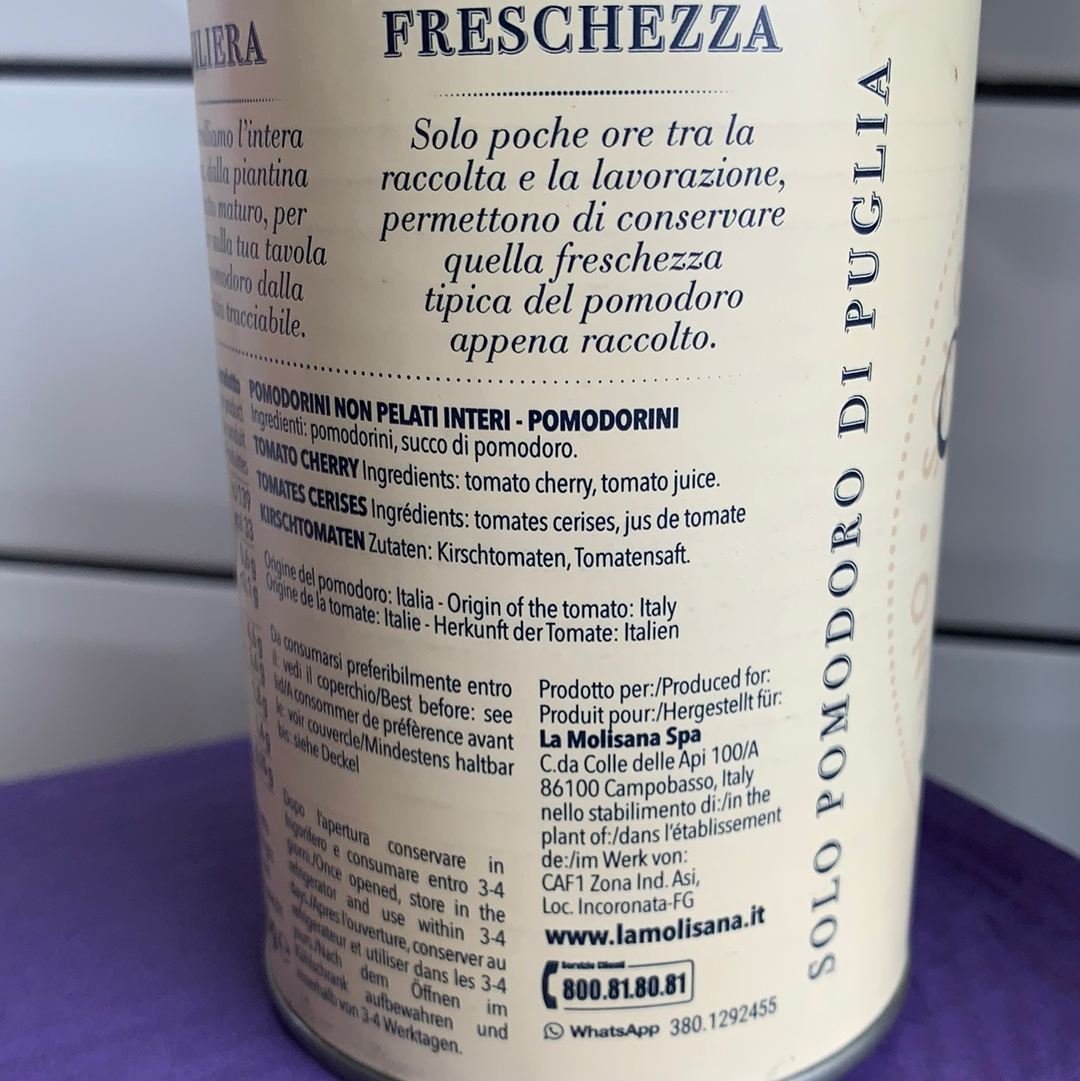 FRESCHEZZA
Solo poche ore tra la
raccolta e la lavorazione,
permettono di conservare
quella freschezza
tipica del pomodoro
appena raccolto.
l'intera
dalla piantina
maturo, per
sulla tua tavola
dalla
tracciabile.
POMODORINI NON PELATI INTERI - POMODORINI
Ingredienti: pomodorini, succo di pomodoro.
TOMATO CHERRY Ingredients: tomato cherry, tomato juice.
TOMATES CERISES Ingrédients: tomates cerises, jus de tomate
KIRSCHTOMATEN Zutaten: Kirschtomaten, Tomatensaft.
Origine del pomodoro: Italia - Origin of the tomato: Italy
Origine de la tomate: Italie - Herkunft der Tomate: Italien
Da consumarsi preferibilmente entro
il: vedi il coperchio/Best before: see
lid/A consommer de préfèrence avant
le: voir couvercle/Mindestens haltbar
bis: siehe Deckel
Dopo l'apertura conservare in
frigorifero e consumare entro 3-4
giorni/Once opened, store in the
refrigerator and use within 3-4
days./Apres l'ouverture, conserver au
réfrigérateur et utiliser dans les 3-4
jours./Nach dem Öffnen im
Kühlschrank aufbewahren und
innerhalb von 3-4 Werktagen.
Prodotto per:/Produced for:
Produit pour:/Hergestellt für:
La Molisana Spa
C.da Colle delle Api 100/A
86100 Campobasso, Italy
nello stabilimento di:/in the
plant of:/dans l'établissement
de:/im Werk von:
CAF1 Zona Ind. Asi,
Loc. Incoronata-FG
www.lamolisana.it
Servizio Clienti
800.81.80.81
WhatsApp 380.1292455
SOLO POMODORO DI PUGLIA